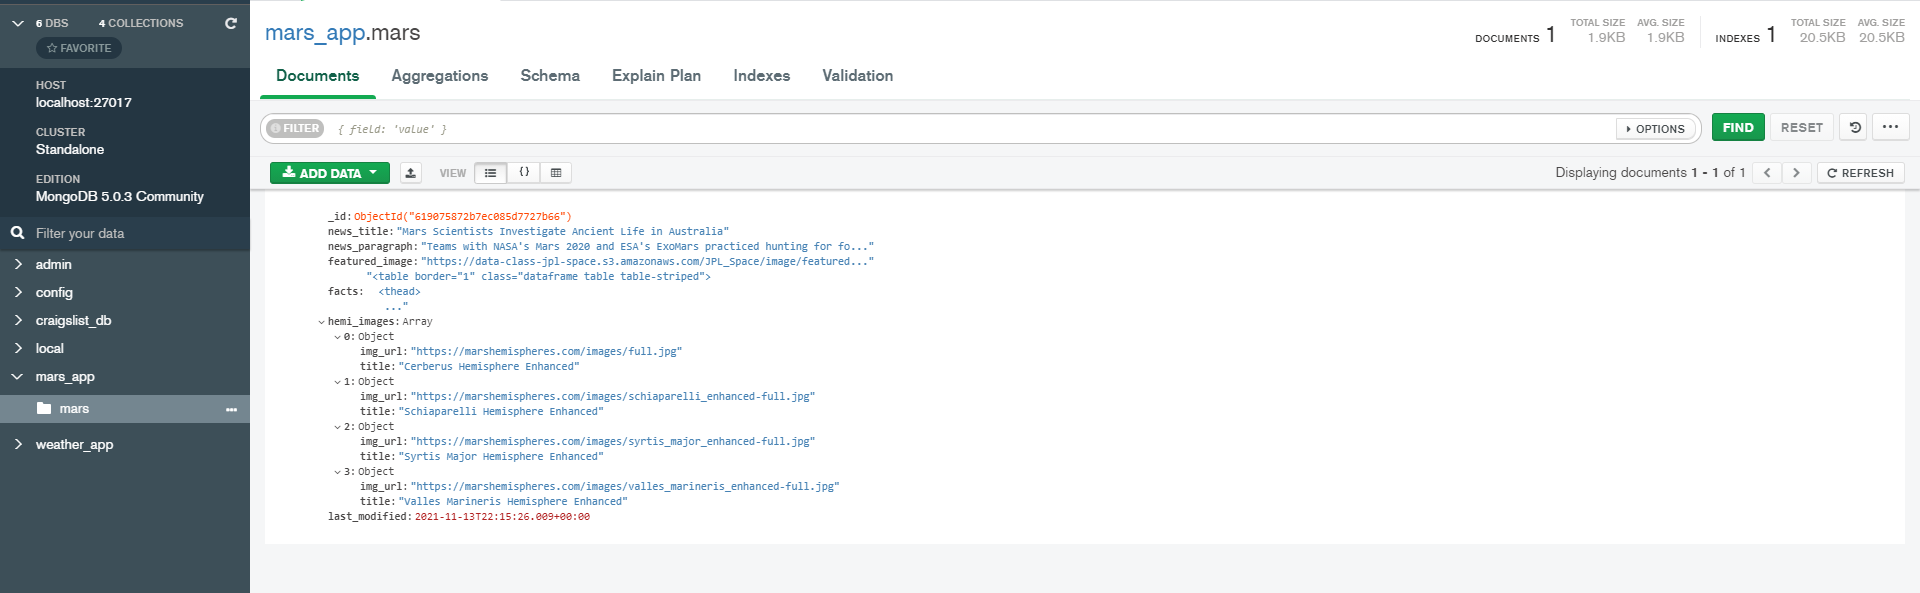 6 DBS 4 COLLECTIONS
FAVORITE
HOST
localhost:27017
CLUSTER
Standalone
EDITION
MongoDB 5.0.3 Community
Filter your data
admin
config
craigslist_db
local
mars_app
mars
weather_app
mars_app.mars
DOCUMENTS 1 TOTAL SIZE 1.9KB AVG. SIZE 1.9KB INDEXES 1 TOTAL SIZE 20.5KB AVG. SIZE 20.5KB
Documents Aggregations Schema Explain Plan Indexes Validation
FILTER { field: 'value' } OPTIONS FIND RESET ...
ADD DATA VIEW {} Displaying documents 1 - 1 of 1 < > REFRESH
_id: ObjectId("619075872b7ec085d7727b66")
news_title: "Mars Scientists Investigate Ancient Life in Australia"
news_paragraph: "Teams with NASA's Mars 2020 and ESA's ExoMars practiced hunting for fo..."
featured_image: "https://data-class-jpl-space.s3.amazonaws.com/JPL_Space/image/featured..."
"<table border="1" class="dataframe table table-striped">
facts: <thead>
..."
hemi_images: Array
0: Object
img_url: "https://marshemispheres.com/images/full.jpg"
title: "Cerberus Hemisphere Enhanced"
1: Object
img_url: "https://marshemispheres.com/images/schiaparelli_enhanced-full.jpg"
title: "Schiaparelli Hemisphere Enhanced"
2: Object
img_url: "https://marshemispheres.com/images/syrtis_major_enhanced-full.jpg"
title: "Syrtis Major Hemisphere Enhanced"
3: Object
img_url: "https://marshemispheres.com/images/valles_marineris_enhanced-full.jpg"
title: "Valles Marineris Hemisphere Enhanced"
last_modified: 2021-11-13T22:15:26.009+00:00